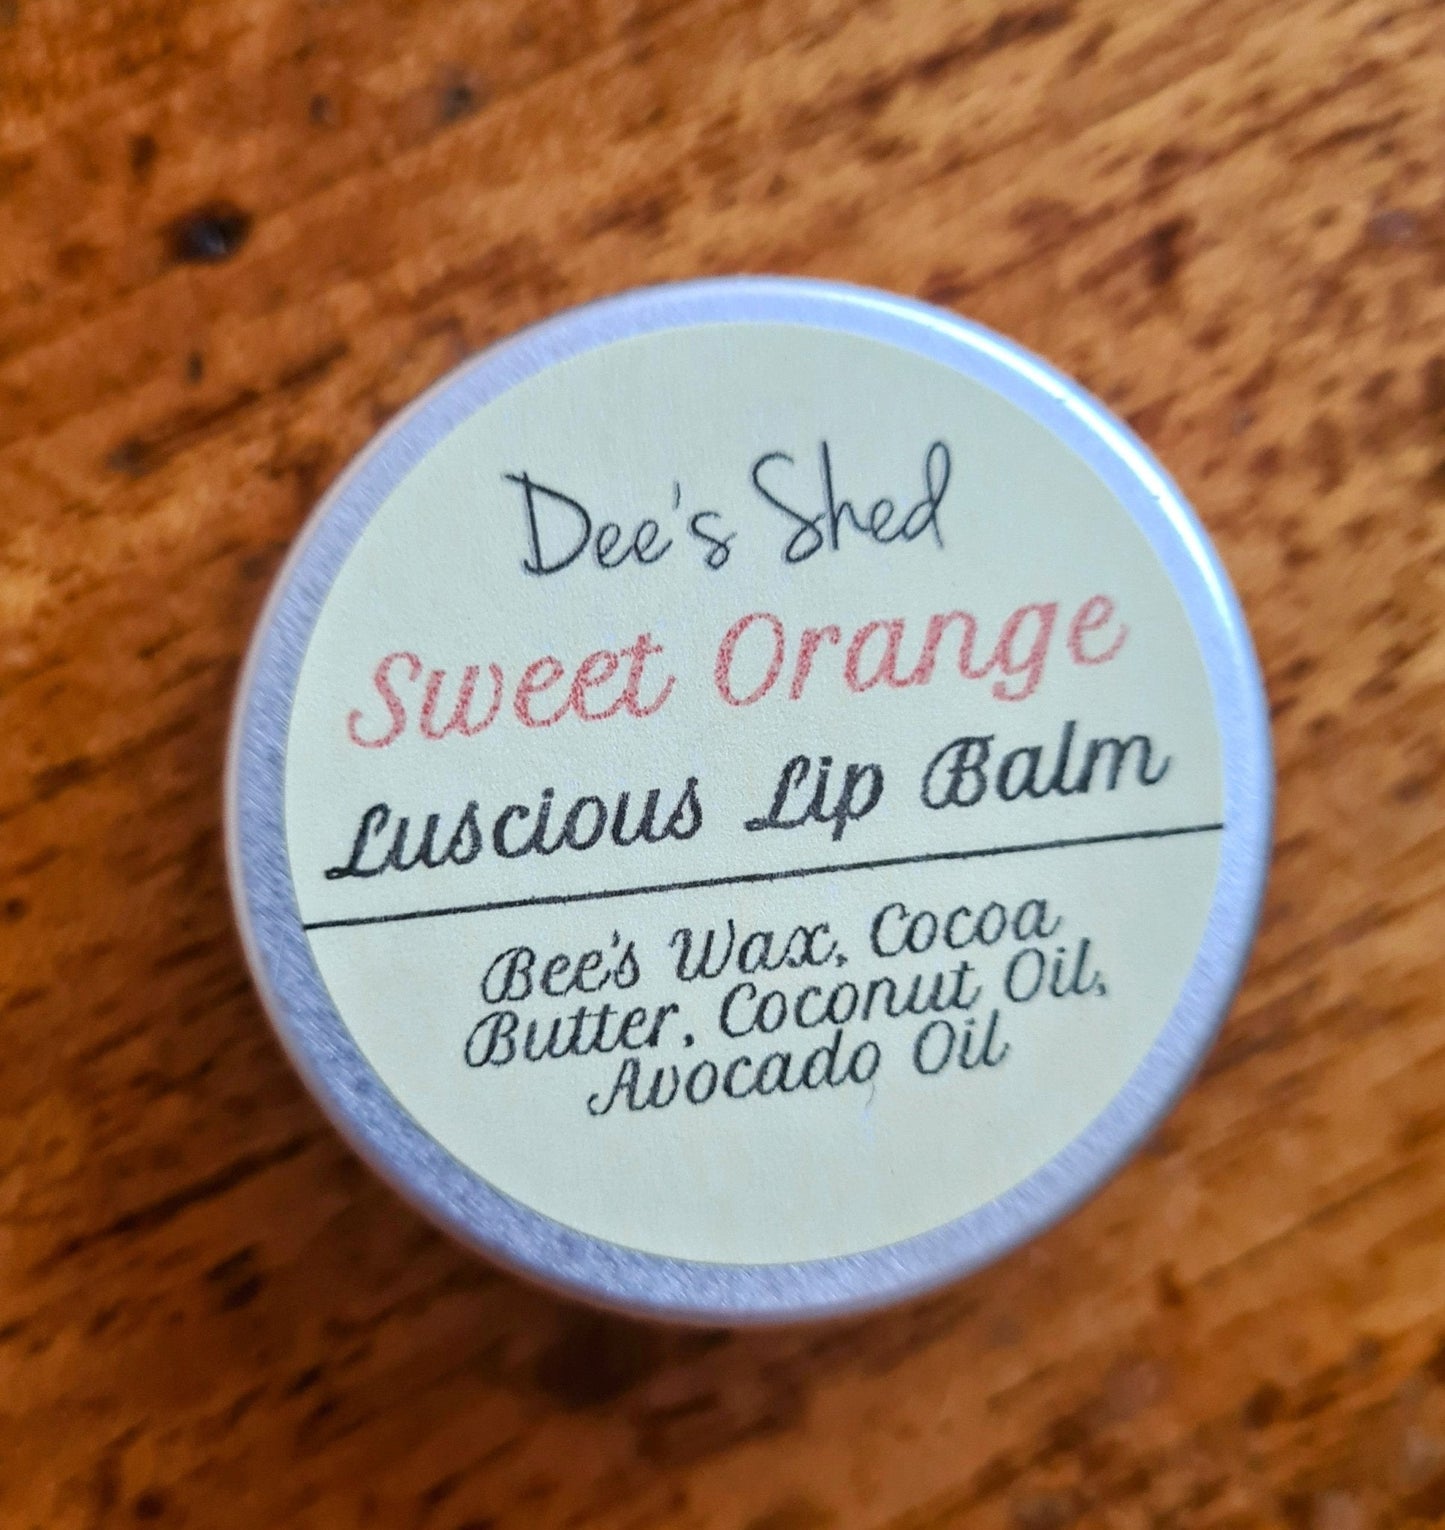 Dee's Shed
Sweet Orange
Luscious Lip Balm
Bee's Wax, Cocoa
Butter, Coconut Oil,
Avocado Oil